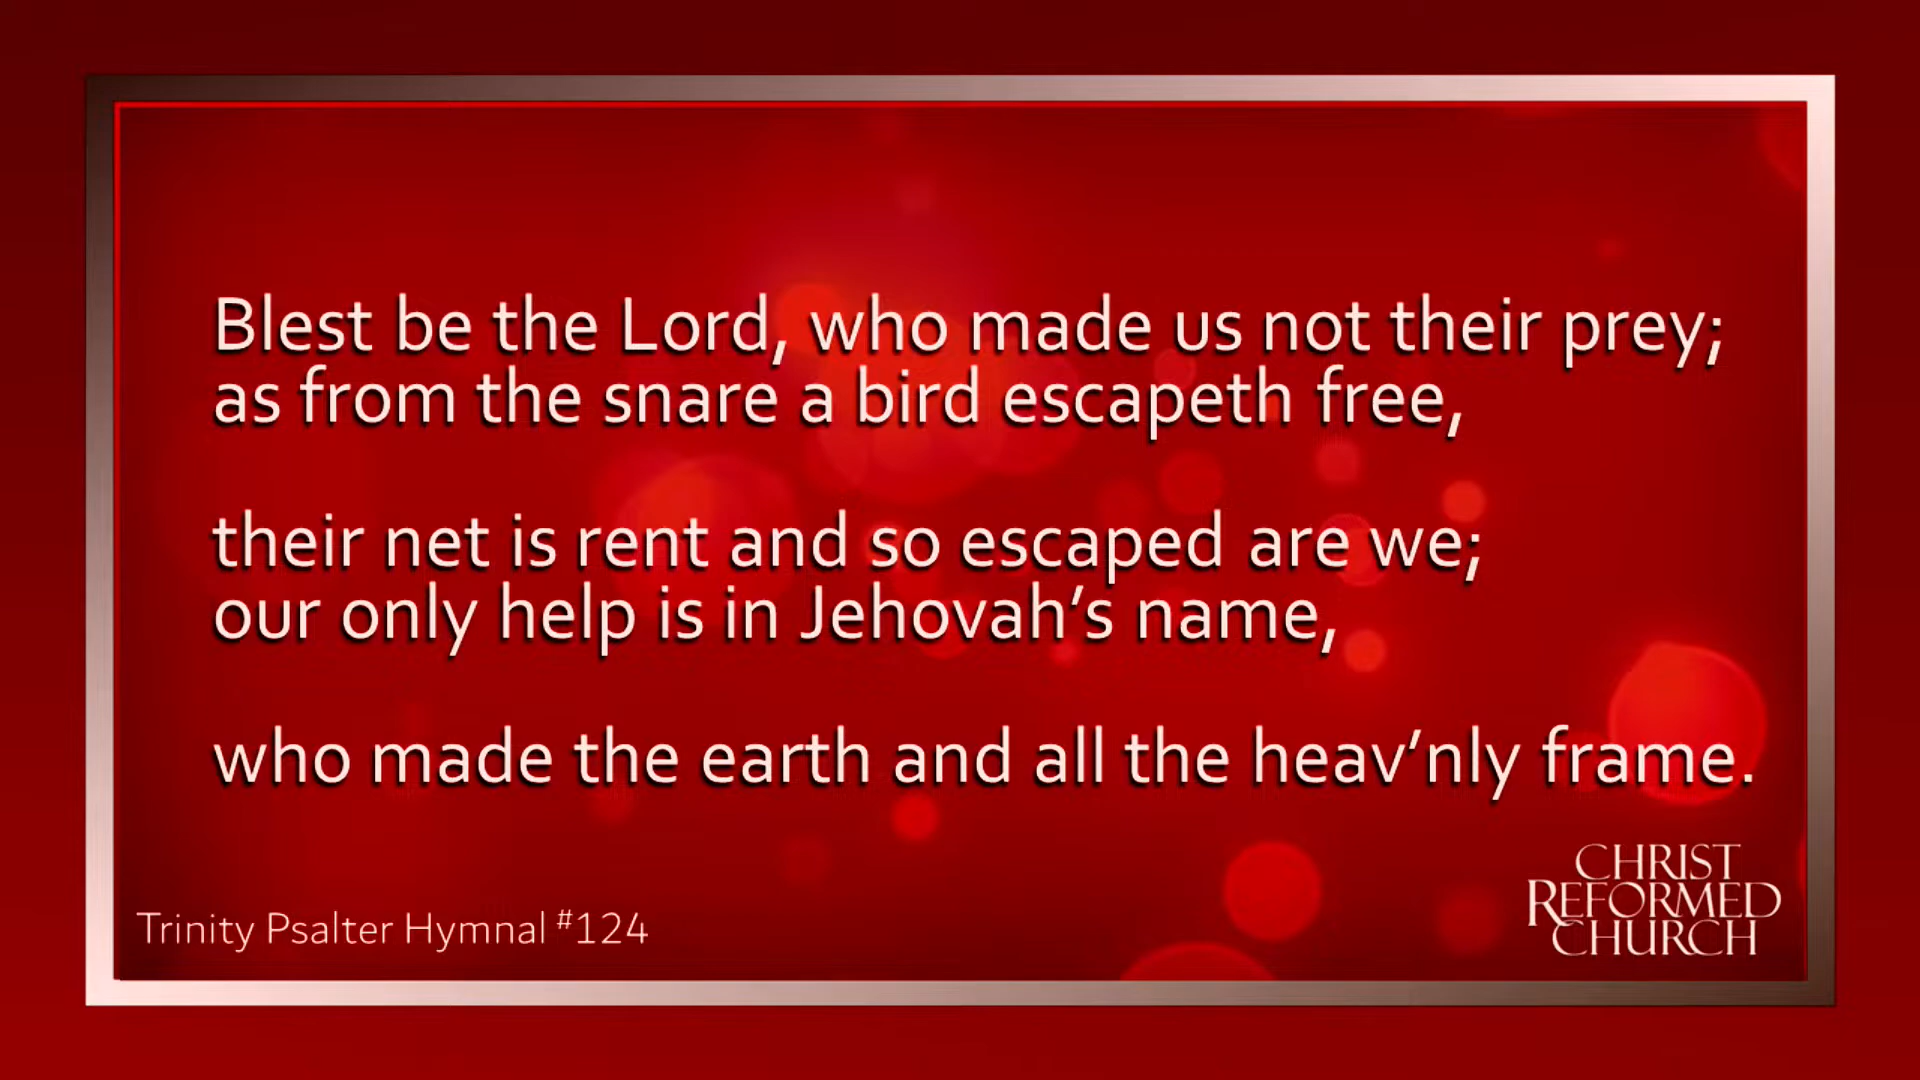 Blest be the Lord, who made us not their prey;
as from the snare a bird escapeth free,
their net is rent and so escaped are we;
our only help is in Jehovah’s name,
who made the earth and all the heav’nly frame.
Trinity Psalter Hymnal #124
CHRIST
REFORMED
CHURCH